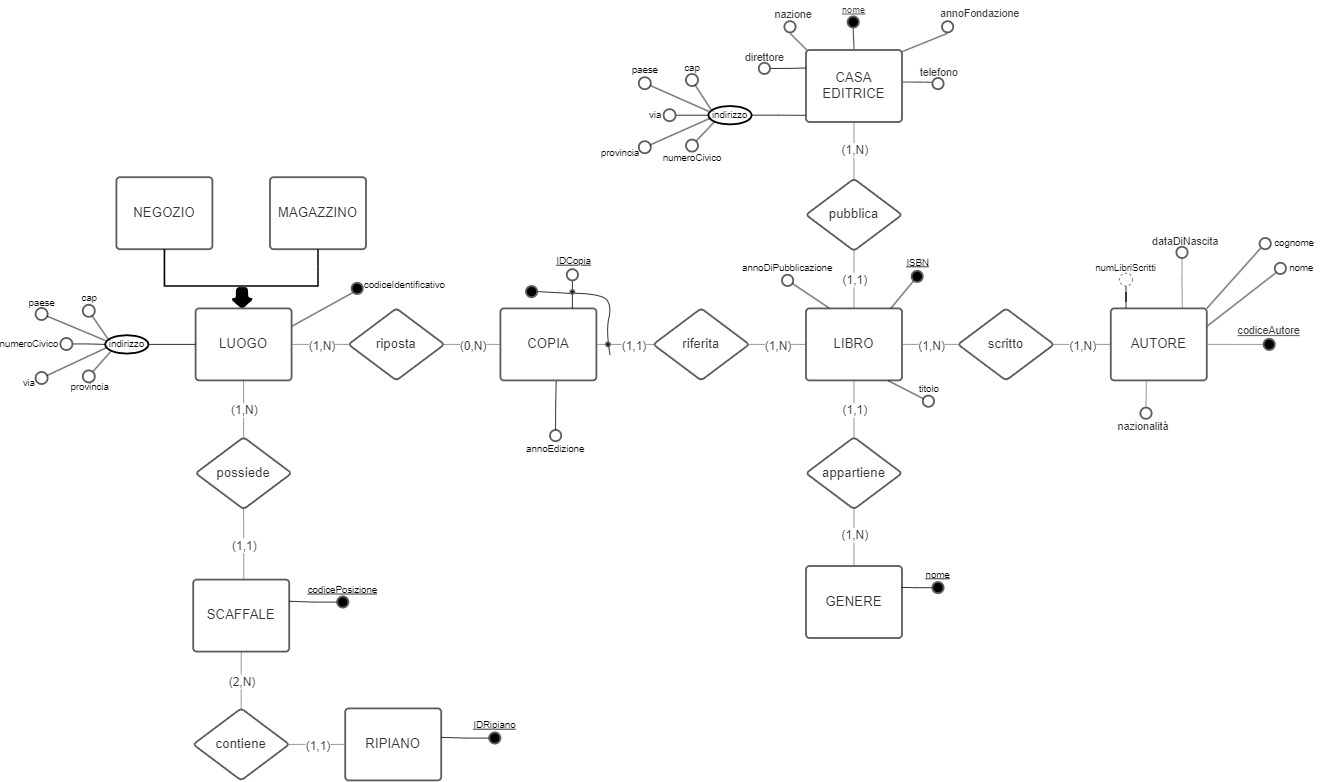 nome
nazione
annoFondazione
direttore
CASA
EDITRICE
telefono
paese
cap
via
indirizzo
provincia
numeroCivico
(1,N)
NEGOZIO
MAGAZZINO
pubblica
annoDiPubblicazione
ISBN
(1,1)
IDCopia
codiceIdentificativo
paese
cap
numeroCivico
indirizzo
via
provincia
LUOGO
(1,N)
riposta
(0,N)
COPIA
(1,1)
riferita
(1,N)
LIBRO
(1,N)
scritto
(1,N)
AUTORE
numLibriScritti
dataDiNascita
cognome
nome
codiceAutore
nazionalità
titolo
annoEdizione
(1,N)
possiede
(1,1)
(1,1)
appartiene
(1,N)
GENERE
nome
SCAFFALE
codicePosizione
(2,N)
contiene
(1,1)
RIPIANO
IDRipiano